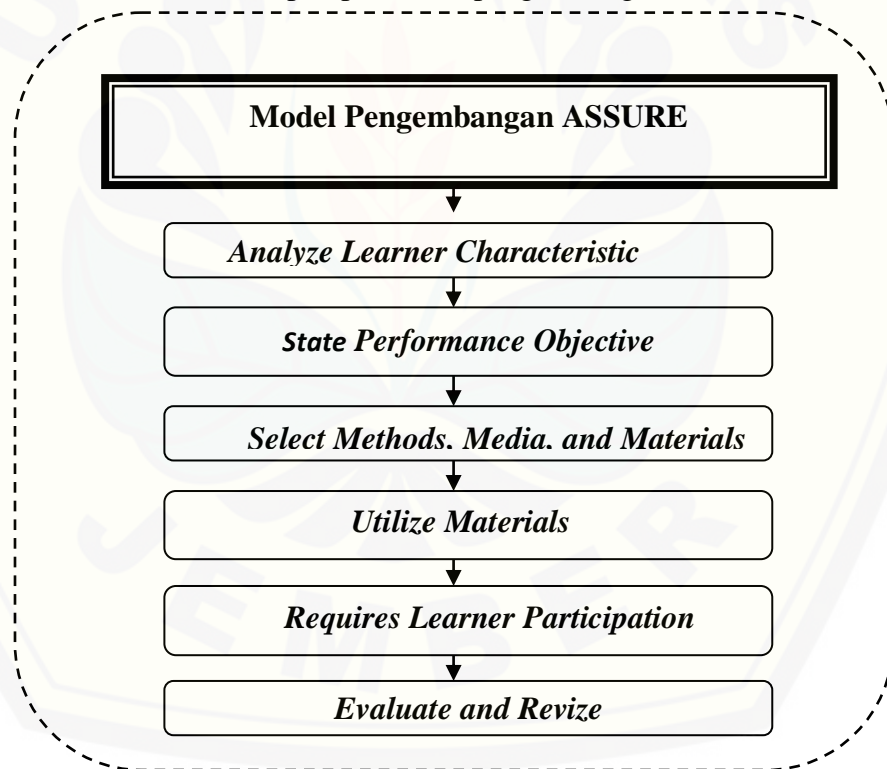 Model Pengembangan ASSURE
Analyze Learner Characteristic
State Performance Objective
Select Methods, Media, and Materials
Utilize Materials
Requires Learner Participation
Evaluate and Revize
JEMBER